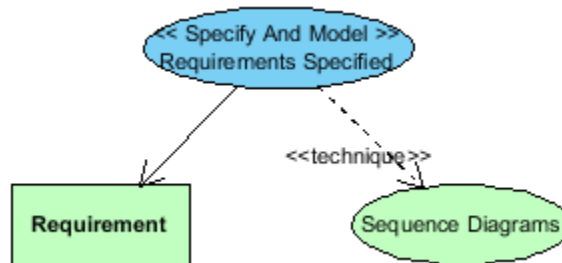 << Specify And Model >>
Requirements Specified
<<technique>>
Requirement
Sequence Diagrams